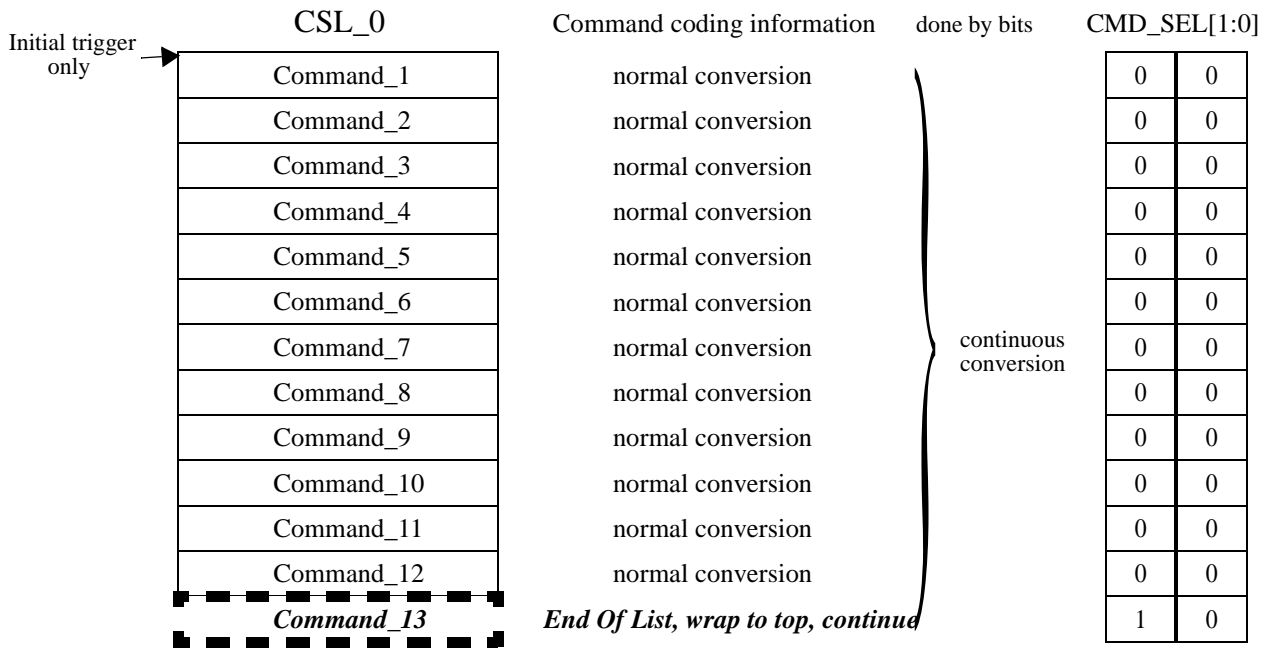 CSL_0 Command coding information done by bits CMD_SEL[1:0]
Initial trigger
only
Command_1 normal conversion 0 0
Command_2 normal conversion 0 0
Command_3 normal conversion 0 0
Command_4 normal conversion 0 0
Command_5 normal conversion 0 0
Command_6 normal conversion 0 0
Command_7 normal conversion 0 0
continuous
conversion
Command_8 normal conversion 0 0
Command_9 normal conversion 0 0
Command_10 normal conversion 0 0
Command_11 normal conversion 0 0
Command_12 normal conversion 0 0
Command_13 End Of List, wrap to top, continue 1 0